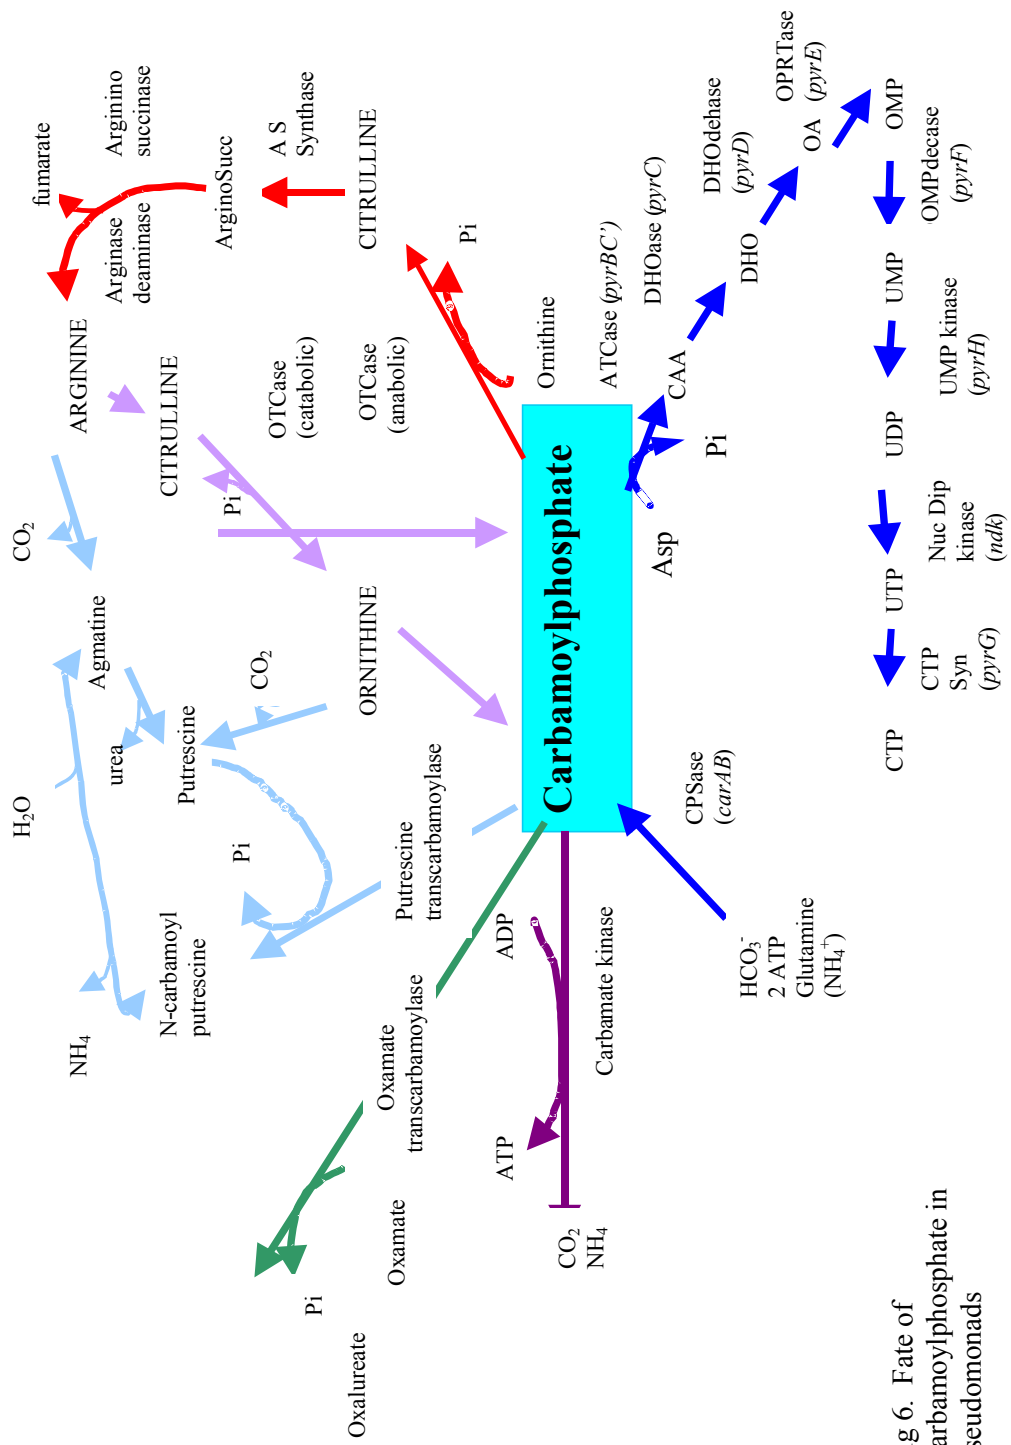 fumarate
Arginino
succinase
Arginase
deaminase
ArginoSucc
A S
Synthase
CITRULLINE
Pi
ARGININE
CITRULLINE
Pi
OTCase
(catabolic)
OTCase
(anabolic)
Ornithine
CO2
Agmatine
H2O
urea
Putrescine
CO2
ORNITHINE
Pi
NH4
N-carbamoyl
putrescine
Putrescine
transcarbamoylase
Oxamate
transcarbamoylase
Pi
Oxamate
Oxalureate
ADP
ATP
Carbamate kinase
CO2
NH4
Carbamoylphosphate
HCO3-
2 ATP
Glutamine
(NH4+)
CPSase
(carAB)
Asp
Pi
ATCase (pyrBC’)
CAA
DHOase (pyrC)
DHO
DHOdehase
(pyrD)
OA
OPRTase
(pyrE)
OMP
OMPdecase
(pyrF)
UMP
UMP kinase
(pyrH)
UDP
Nuc Dip
kinase
(ndk)
UTP
CTP
Syn
(pyrG)
CTP
g 6. Fate of
arbamoylphosphate in
seudomonads